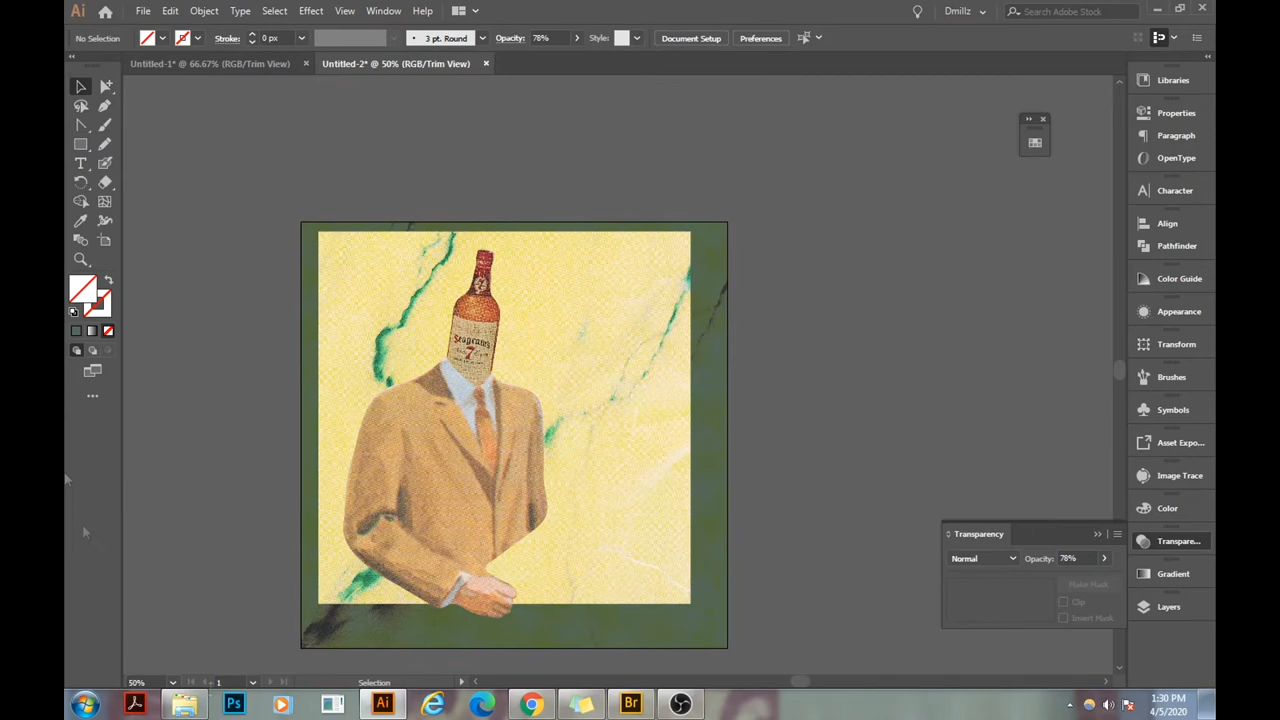 Ai File Edit Object Type Select Effect View Window Help Dmillz Search Adobe Stock
No Selection Stroke: 0 px 3 pt. Round Opacity: 78% Style: Document Setup Preferences
Untitled-1* @ 66.67% (RGB/Trim View) × Untitled-2* @ 50% (RGB/Trim View) ×
Libraries
Properties
Paragraph
OpenType
Character
Align
Pathfinder
Color Guide
Appearance
Transform
Brushes
Symbols
Asset Expo...
Image Trace
Color
Transpare...
Gradient
Layers
Seagram's
7
Transparency
Normal Opacity: 78%
Make Mask
Clip
Invert Mask
50% 1 Selection
Ps Ai Br
1:30 PM
4/5/2020